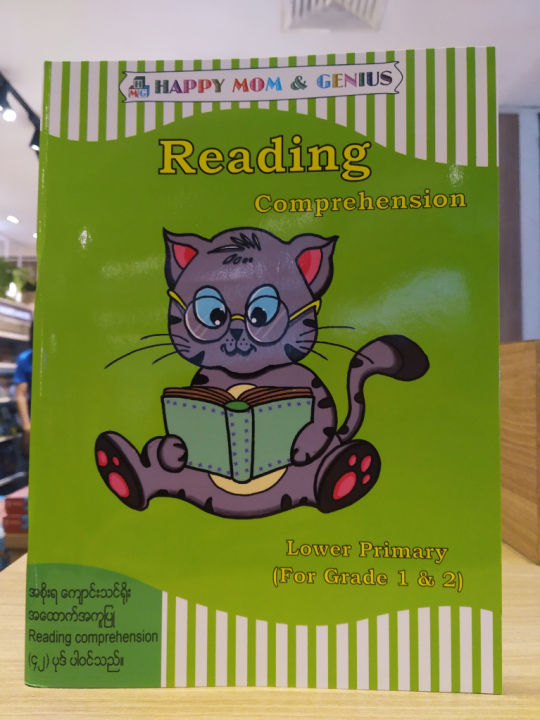 HAPPY MOM & GENIUS
Reading
Comprehension
Lower Primary
(For Grade 1 & 2)
အစိုးရ ကျောင်းသင်ရိုး
အထောက်အကူပြု
Reading comprehension
(၄၂) ပုဒ် ပါဝင်သည်။